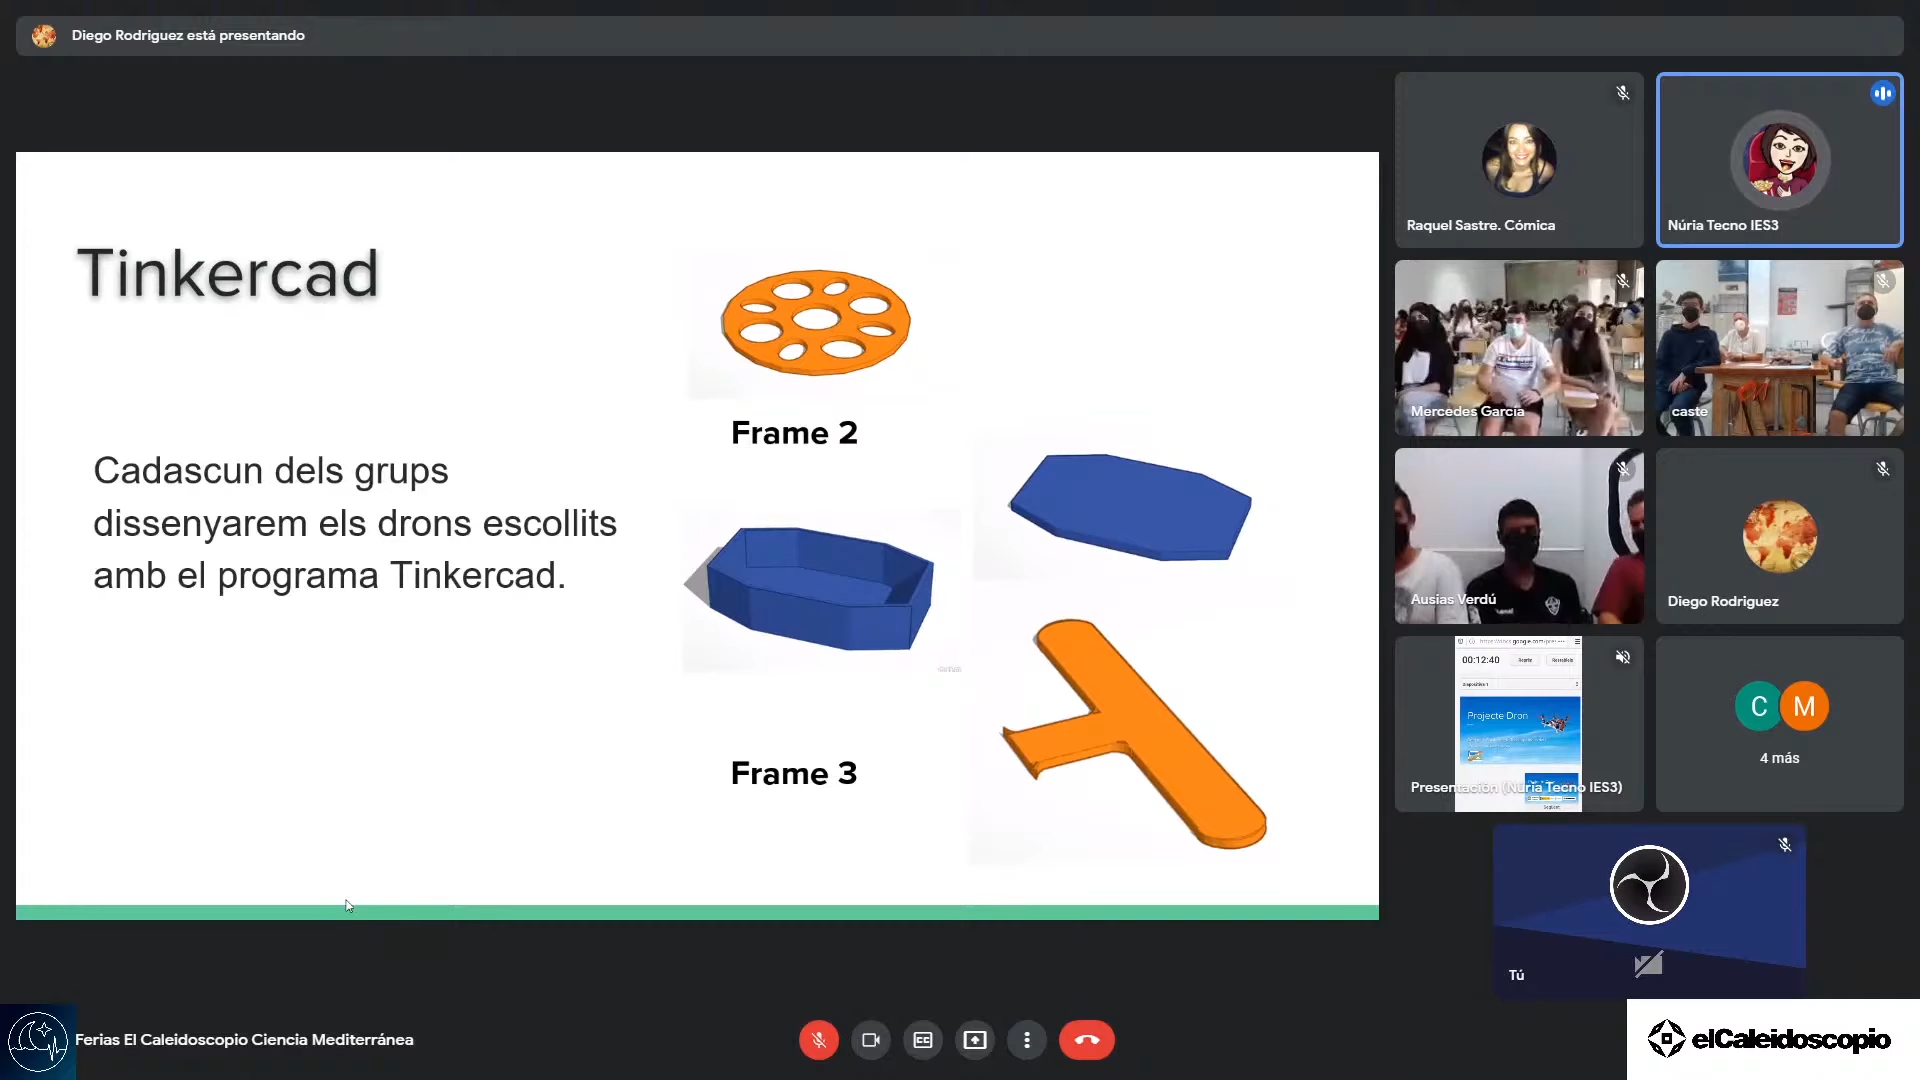 Diego Rodriguez está presentando
Tinkercad
Cadascun dels grups
dissenyarem els drons escollits
amb el programa Tinkercad.
Frame 2
Frame 3
Raquel Sastre. Cómica
Núria Tecno IES3
Mercedes García
caste
Ausias Verdú
Diego Rodriguez
00:12:40
Projecte Dron
Presentación (Núria Tecno IES3)
C
M
4 más
Tú
Ferias El Caleidoscopio Ciencia Mediterránea
CC
elCaleidoscopio